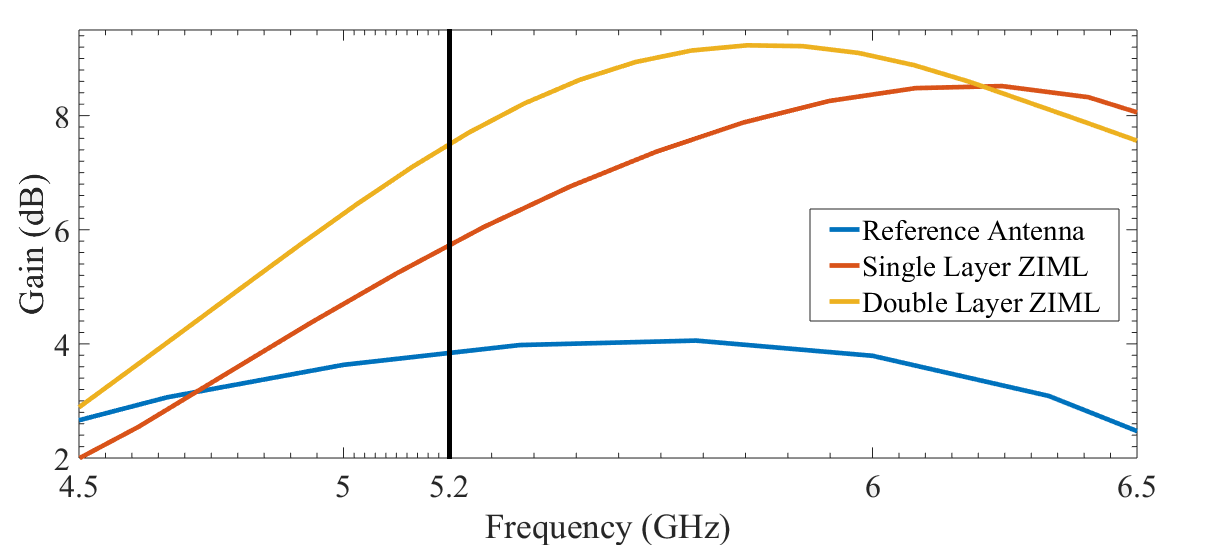 Gain (dB)
8
6
4
2
4.5 5 5.2 6 6.5
Frequency (GHz)
Reference Antenna
Single Layer ZIML
Double Layer ZIML